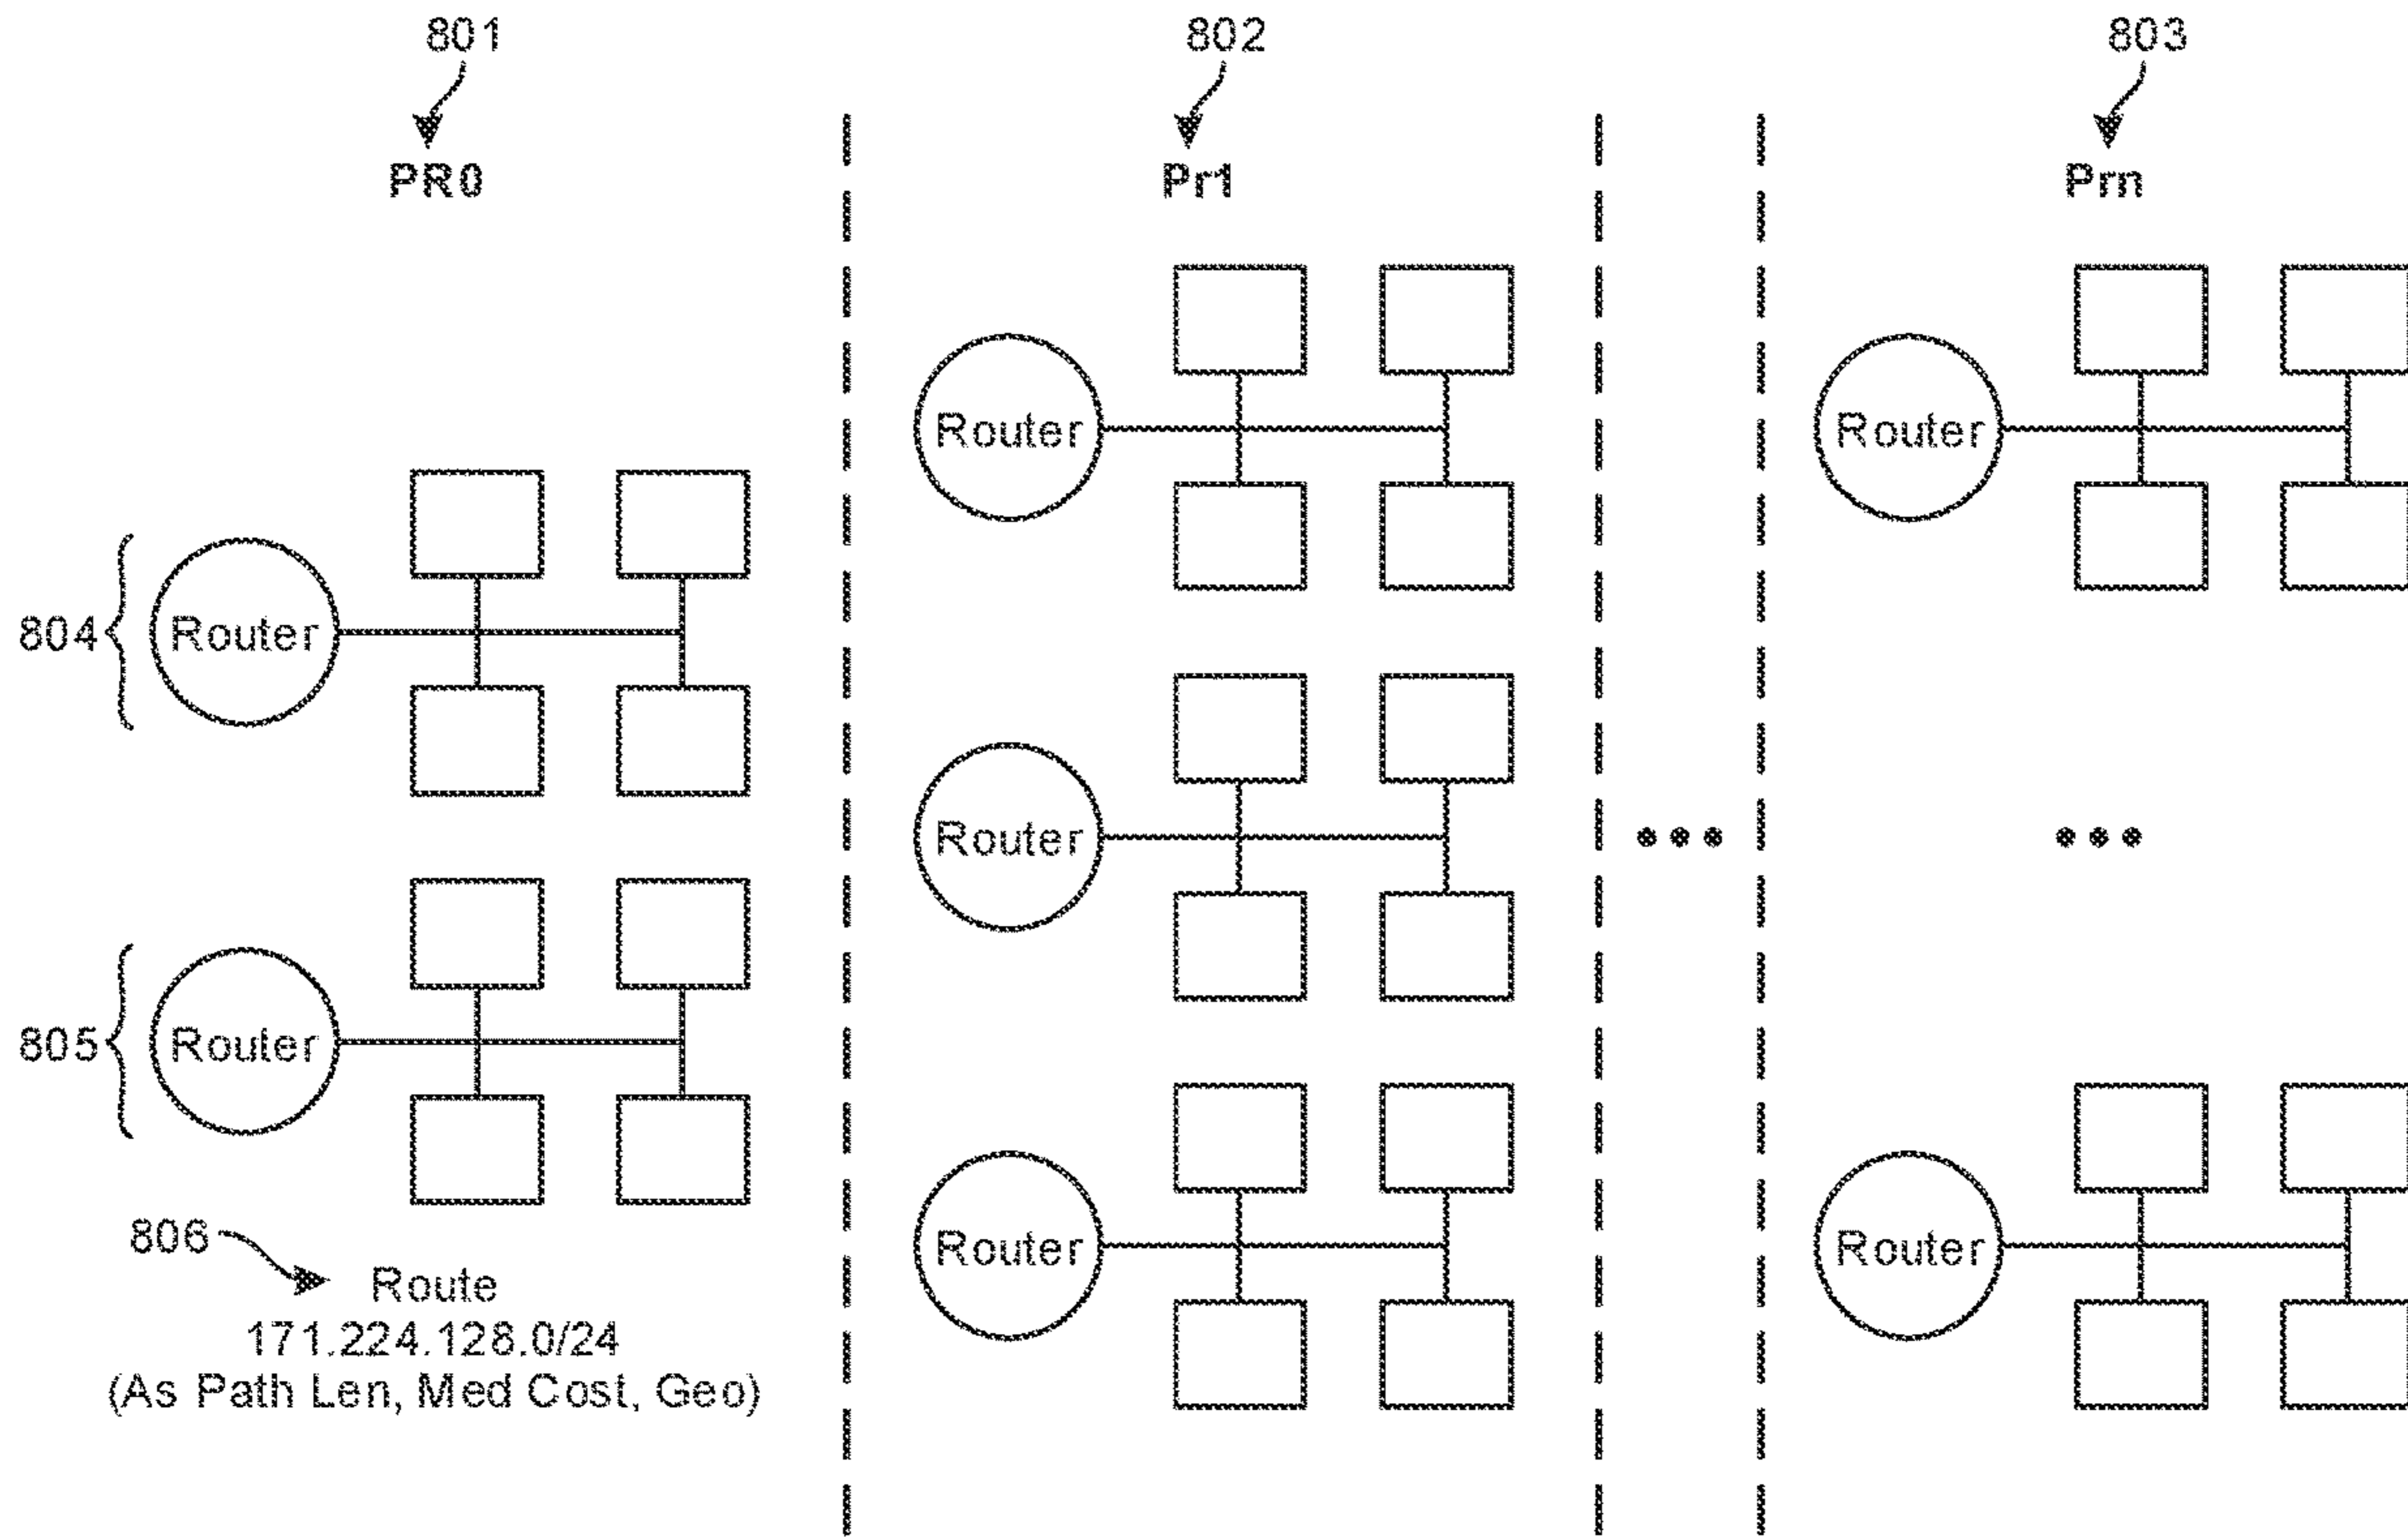 801
802
803
PR0
Pr1
Prn
Router
Router
804
Router
Router
805
Router
806
Route
171.224.128.0/24
(As Path Len, Med Cost, Geo)
Router
Router